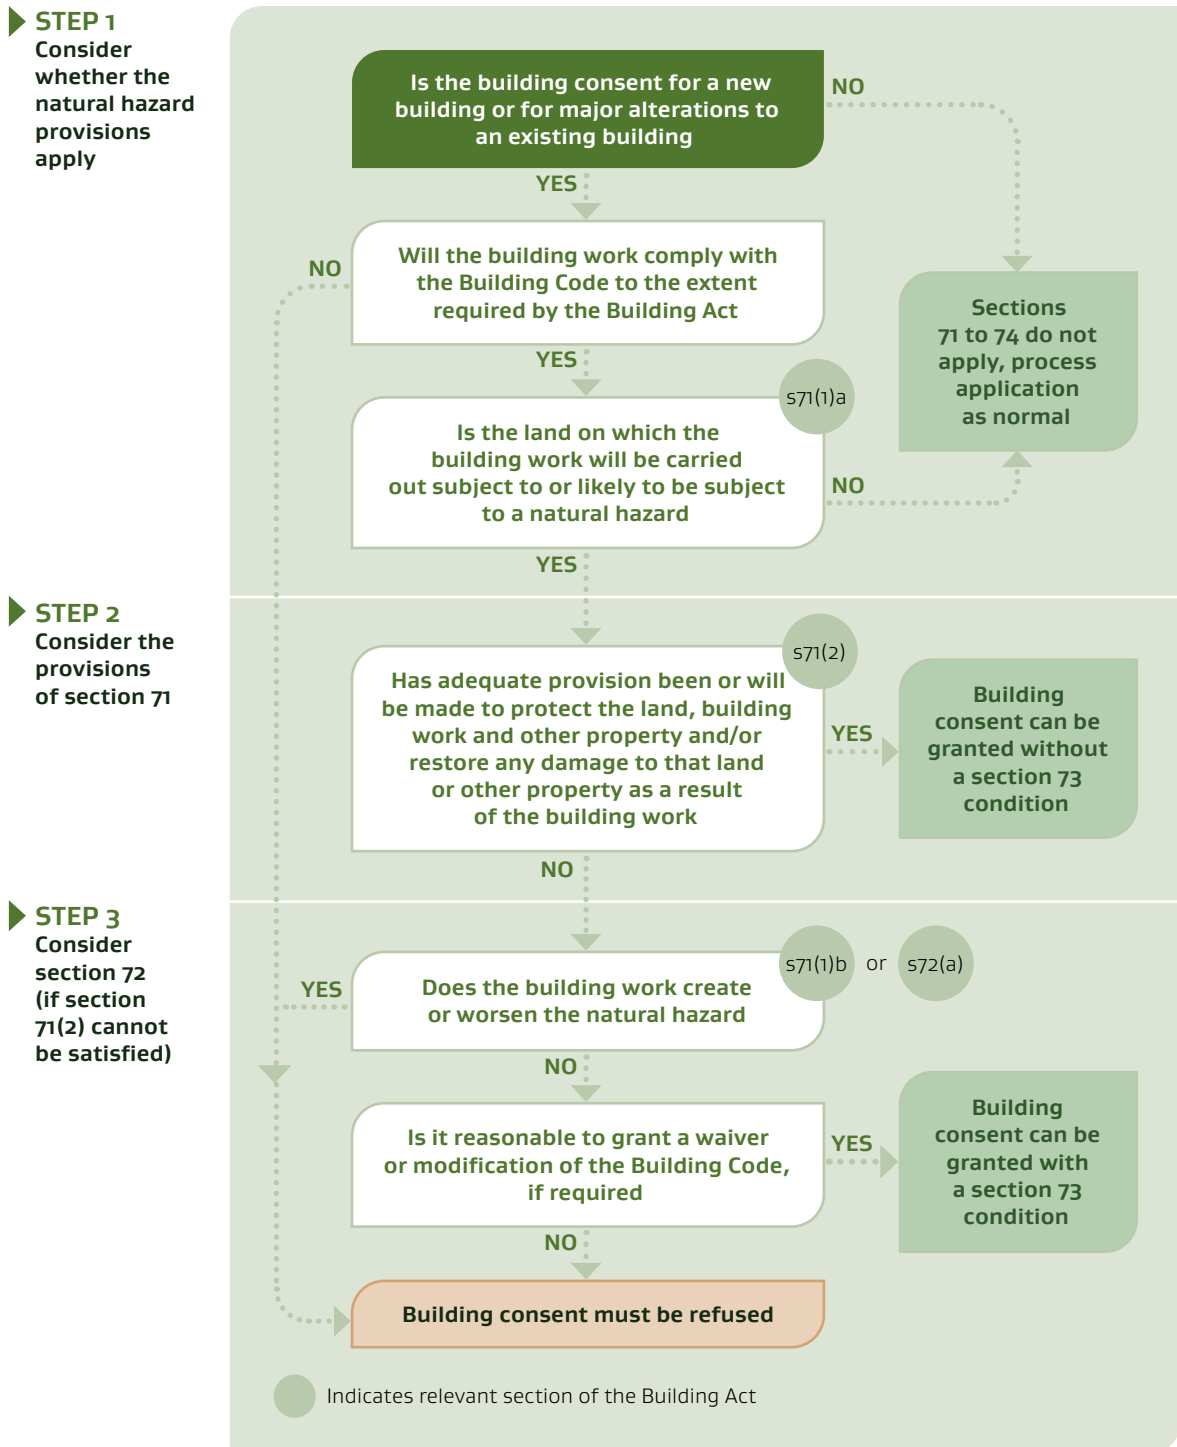 STEP 1
Consider
whether the
natural hazard
provisions
apply
Is the building consent for a new
building or for major alterations to
an existing building
NO
YES
Will the building work comply with
the Building Code to the extent
required by the Building Act
NO
YES
Sections
71 to 74 do not
apply, process
application
as normal
s71(1)a
Is the land on which the
building work will be carried
out subject to or likely to be subject
to a natural hazard
NO
YES
STEP 2
Consider the
provisions
of section 71
s71(2)
Has adequate provision been or will
be made to protect the land, building
work and other property and/or
restore any damage to that land
or other property as a result
of the building work
YES
Building
consent can be
granted without
a section 73
condition
NO
STEP 3
Consider
section 72
(if section
71(2) cannot
be satisfied)
s71(1)b or s72(a)
YES
Does the building work create
or worsen the natural hazard
NO
Is it reasonable to grant a waiver
or modification of the Building Code,
if required
YES
Building
consent can be
granted with
a section 73
condition
NO
Building consent must be refused
Indicates relevant section of the Building Act